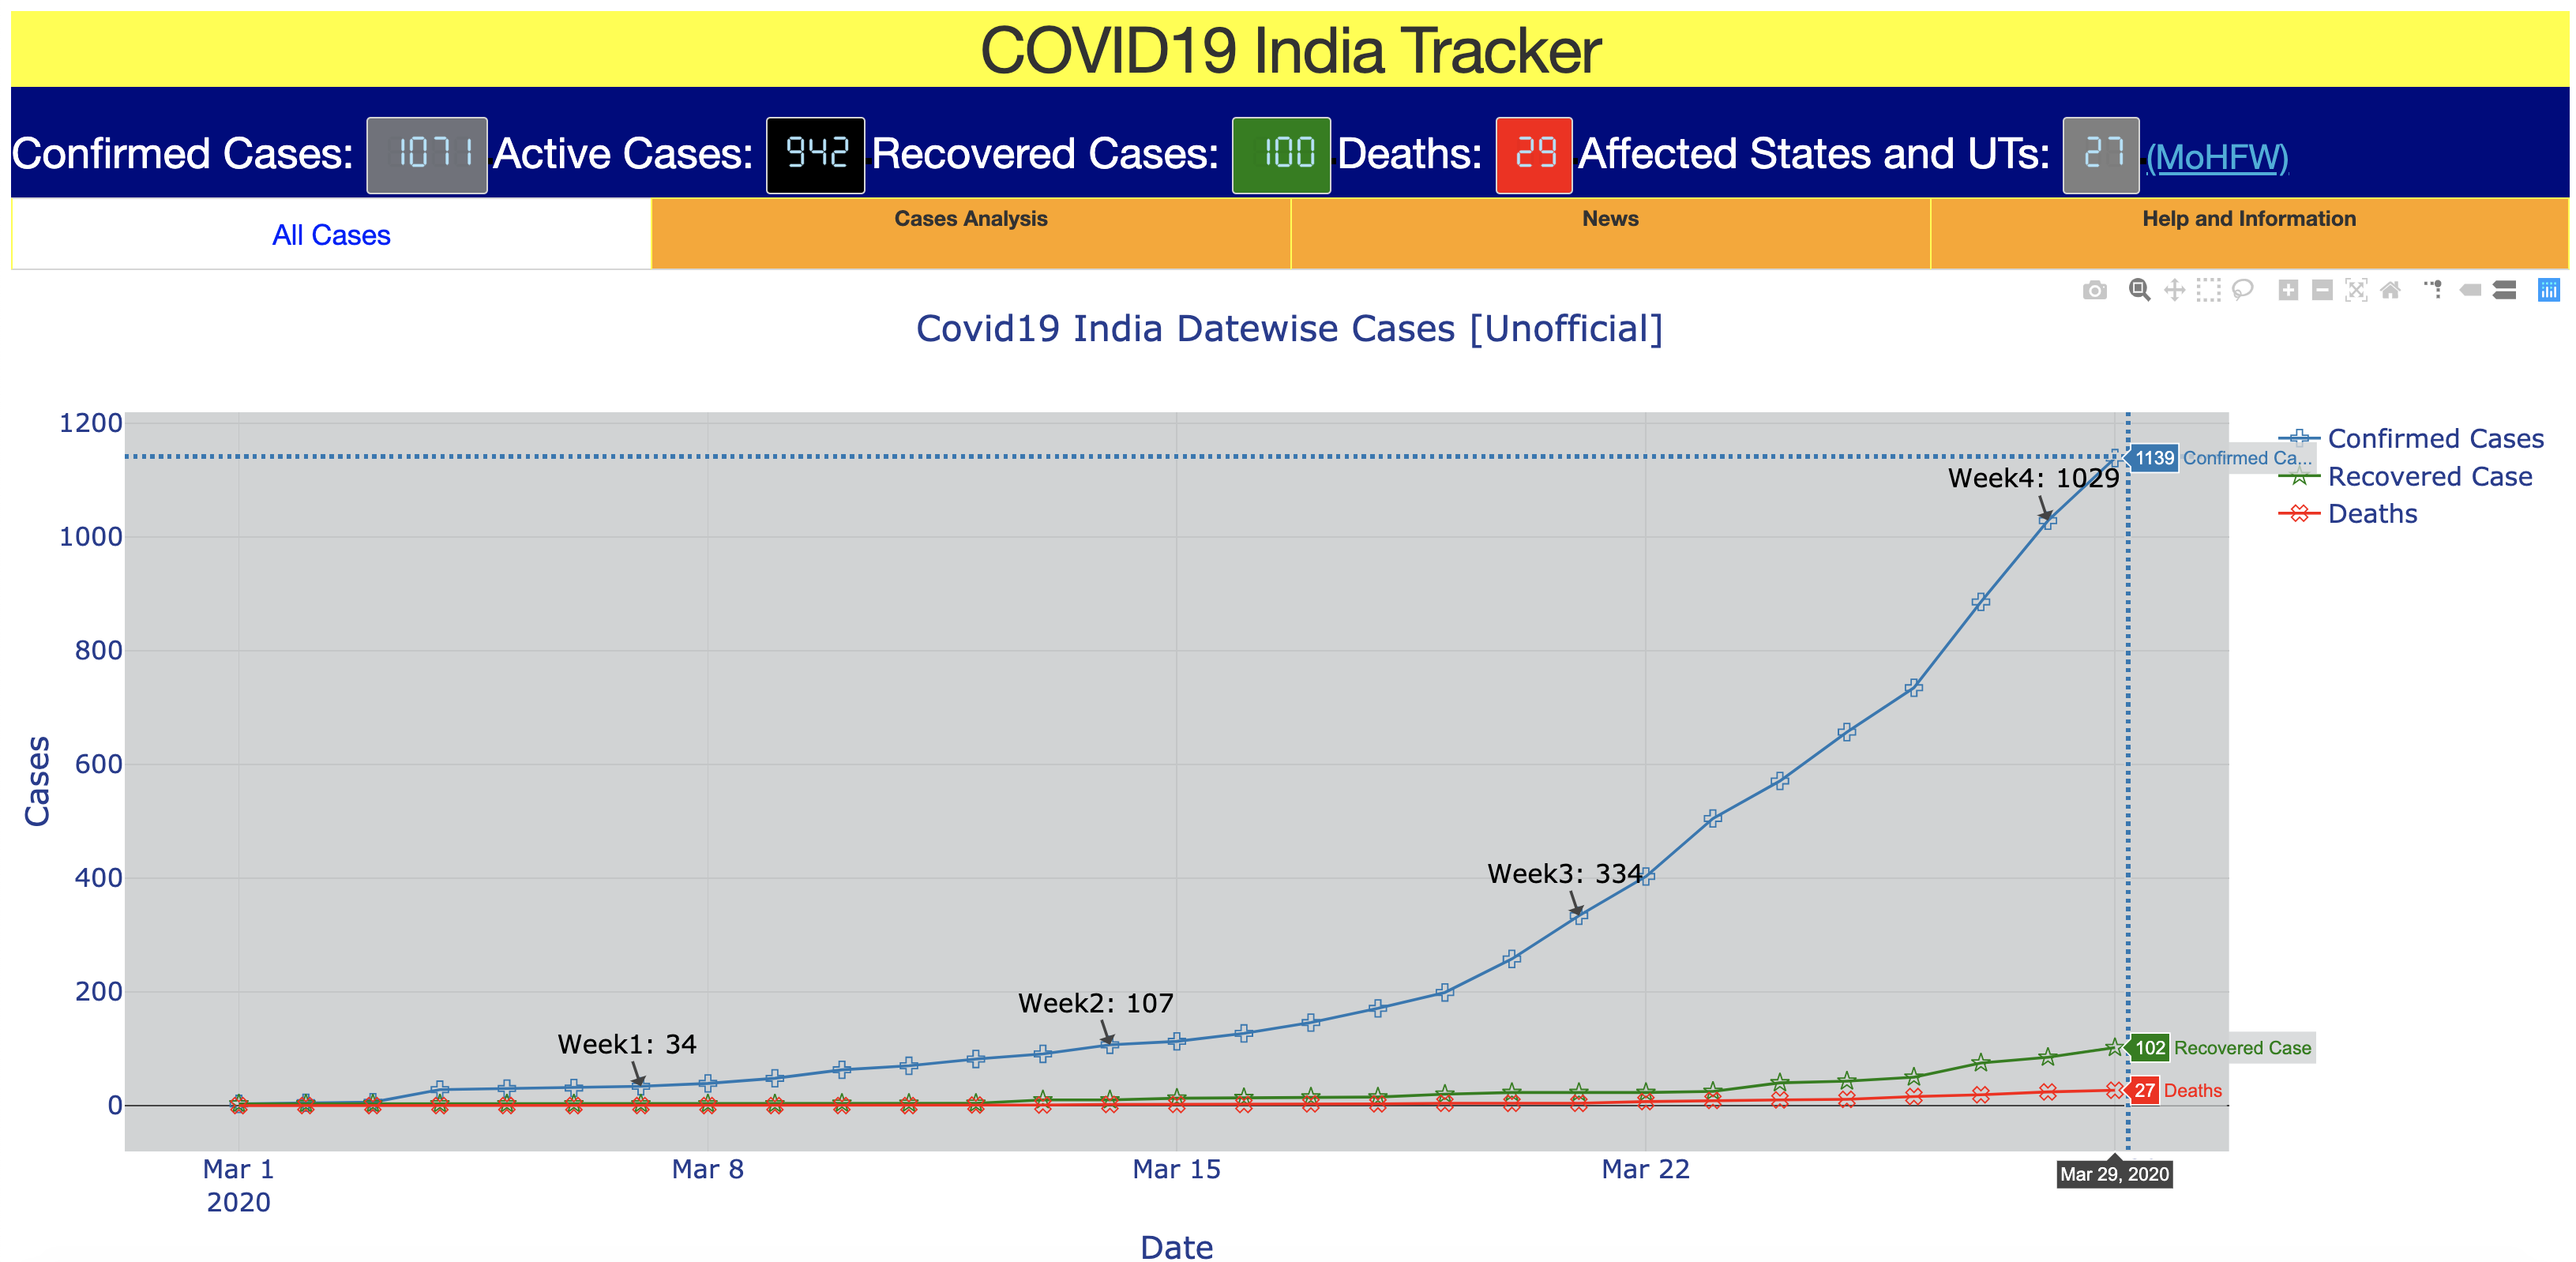 COVID19 India Tracker
Confirmed Cases: 1071 Active Cases: 942 Recovered Cases: 100 Deaths: 29 Affected States and UTs: 27 (MoHFW)
All Cases Cases Analysis News Help and Information
Covid19 India Datewise Cases [Unofficial]
1200
1000
800
600
400
200
0
Cases
Week1: 34
Week2: 107
Week3: 334
Week4: 1029
1139 Confirmed Ca...
102 Recovered Case
27 Deaths
Confirmed Cases
Recovered Case
Deaths
Mar 1
2020
Mar 8
Mar 15
Mar 22
Mar 29, 2020
Date